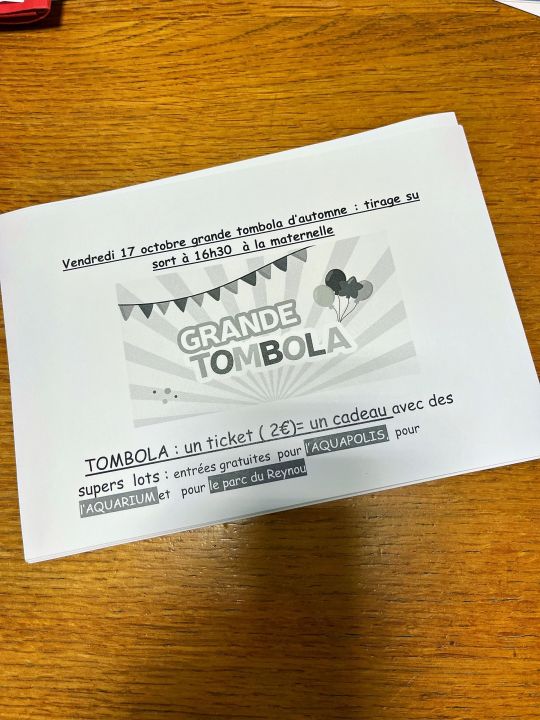 Vendredi 17 octobre grande tombola d'automne : tirage su
sort à 16h30 à la maternelle
GRANDE
TOMBOLA
TOMBOLA : un ticket ( 2€)= un cadeau avec des
supers lots : entrées gratuites pour l'AQUAPOLIS, pour
l'AQUARIUM et pour le parc du Reynou